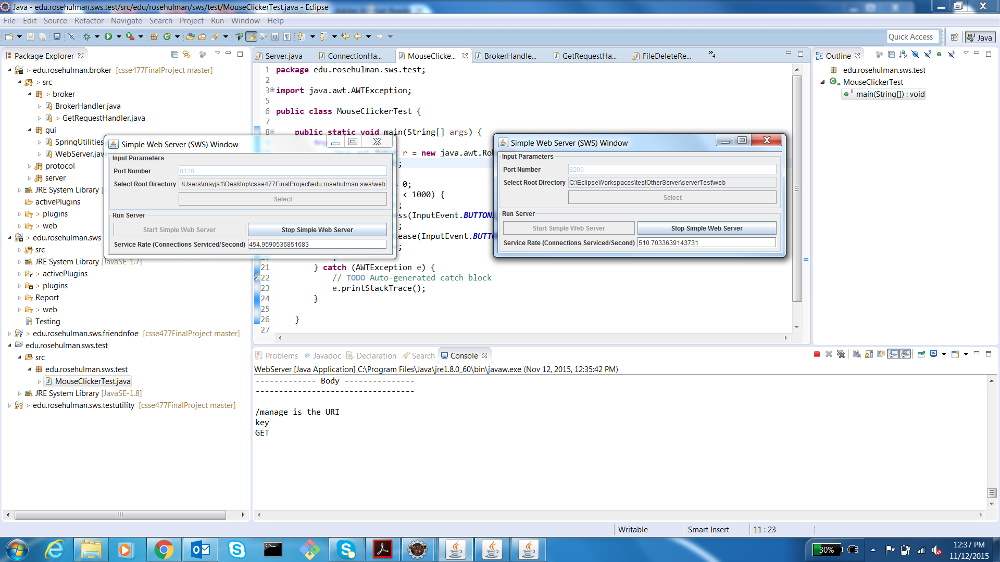 Java - edu.rosehulman.sws.test/src/edu/rosehulman/sws/test/MouseClickerTest.java - Eclipse
File Edit Source Refactor Navigate Search Project Run Window Help
Quick Access
Java
Package Explorer
edu.rosehulman.broker [csse477FinalProject master]
> src
> broker
BrokerHandler.java
> GetRequestHandler.java
gui
SpringUtilities
WebServer.jav
protocol
server
JRE System Library
activePlugins
> plugins
> web
> edu.rosehulman.sws
src
JRE System Library [JavaSE-1.7]
> activePlugins
> plugins
Report
> web
Testing
> edu.rosehulman.sws.friendnfoe [csse477FinalProject master]
edu.rosehulman.sws.test
src
edu.rosehulman.sws.test
MouseClickerTest.java
JRE System Library [JavaSE-1.8]
> edu.rosehulman.sws.testutility [csse477FinalProject master]
Server.java
ConnectionHa...
MouseClicke...
BrokerHandle...
GetRequestHa...
FileDeleteRe...
»4
1 package edu.rosehulman.sws.test;
2
3 import java.awt.AWTException;
5
6 public class MouseClickerTest {
7
8 public static void main(String[] args) {
r = new java.awt.Ro
;
= 0;
< 1000) {
;
ess(InputEvent.BUTTON
;
lease(InputEvent.BUTTO
;
21 } catch (AWTException e) {
22 // TODO Auto-generated catch block
23 e.printStackTrace();
24 }
25
26 }
27
Simple Web Server (SWS) Window
Input Parameters
Port Number 8120
Select Root Directory :\Users\mayja1\Desktop\csse477FinalProject\edu.rosehulman.sws\web
Select
Run Server
Start Simple Web Server Stop Simple Web Server
Service Rate (Connections Serviced/Second) 454.9590536851683
Simple Web Server (SWS) Window
Input Parameters
Port Number 8200
Select Root Directory C:\EclipseWorkspaces\testOtherServer\serverTest\web
Select
Run Server
Start Simple Web Server Stop Simple Web Server
Service Rate (Connections Serviced/Second) 510.7033639143731
Outline
edu.rosehulman.sws.test
MouseClickerTest
main(String[]) : void
Problems @ Javadoc Declaration Search Console
WebServer [Java Application] C:\Program Files\Java\jre1.8.0_60\bin\javaw.exe (Nov 12, 2015, 12:35:42 PM)
------------- Body ---------------
----------------------------------
/manage is the URI
key
GET
Writable
Smart Insert
11 : 23
30%
12:37 PM
11/12/2015